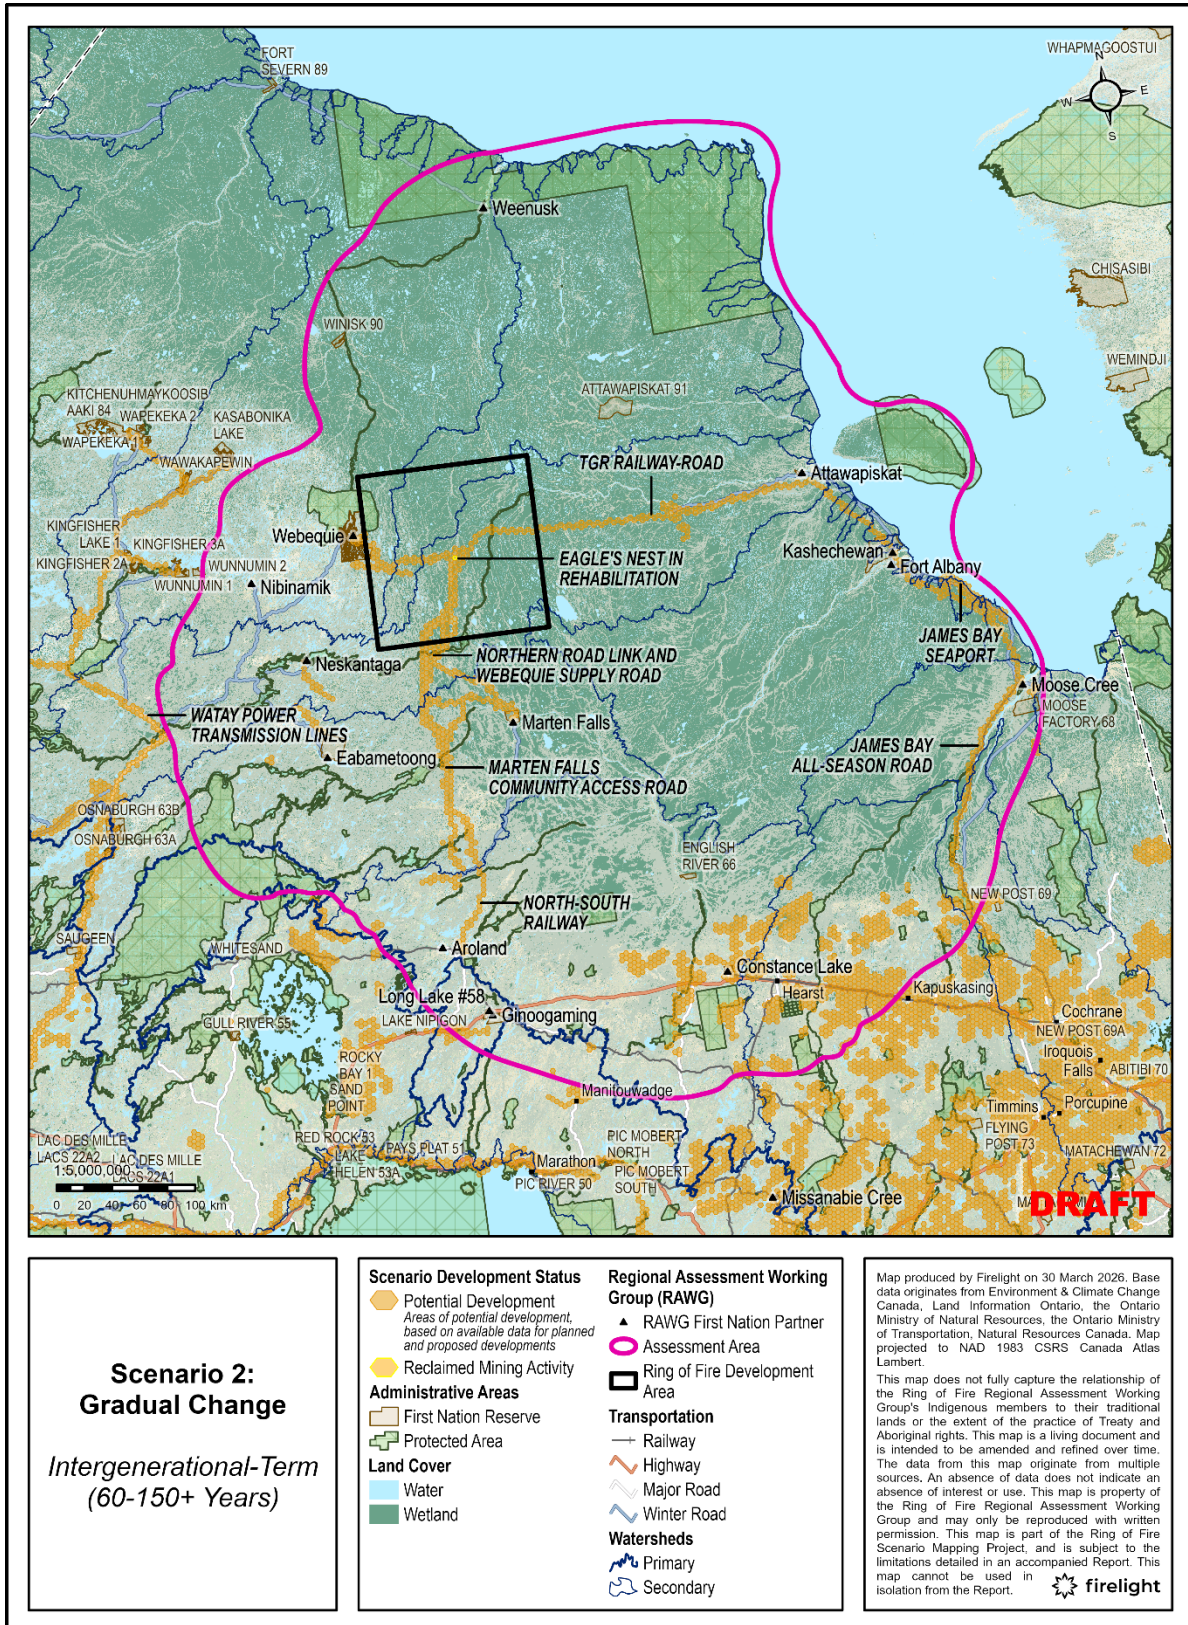 FORT
SEVERN 89
WHAPMAGOOSTUI
N
W
E
S
Weenusk
CHISASIBI
WINISK 90
WEMINDJI
ATTAWAPISKAT 91
KITCHENUHMAYKOOSIB
AAKI 84
WAPEKEKA 2
KASABONIKA
LAKE
WAPEKEKA 1
WAWAKAPEWIN
TGR RAILWAY-ROAD
Attawapiskat
KINGFISHER
LAKE 1
KINGFISHER 3A
KINGFISHER 2A
WUNNUMIN 2
WUNNUMIN 1
Webequie
Nibinamik
EAGLE'S NEST IN
REHABILITATION
Kashechewan
Fort Albany
JAMES BAY
SEAPORT
Neskantaga
NORTHERN ROAD LINK AND
WEBEQUIE SUPPLY ROAD
Moose Cree
MOOSE
FACTORY 68
WATAY POWER
TRANSMISSION LINES
Marten Falls
Eabametoong
MARTEN FALLS
COMMUNITY ACCESS ROAD
JAMES BAY
ALL-SEASON ROAD
OSNABURGH 63B
OSNABURGH 63A
ENGLISH
RIVER 66
NEW POST 69
NORTH-SOUTH
RAILWAY
SAUGEEN
WHITESAND
Aroland
Constance Lake
Hearst
Kapuskasing
Long Lake #58
LAKE NIPIGON
Ginoogaming
GULL RIVER 55
Cochrane
NEW POST 69A
Iroquois
Falls
ABITIBI 70
ROCKY
BAY 1
SAND
POINT
Manitouwadge
Timmins
Porcupine
FLYING
POST 73
MATACHEWAN 72
LAC DES MILLE
LACS 22A2
LAC DES MILLE
LACS 22A1
RED ROCK 53
LAKE
HELEN 53A
PAYS PLAT 51
PIC MOBERT
NORTH
PIC MOBERT
SOUTH
Marathon
PIC RIVER 50
Missanabie Cree
1:5,000,000
0 20 40 60 80 100 km
DRAFT
Scenario 2:
Gradual Change
Intergenerational-Term
(60-150+ Years)
Scenario Development Status
Potential Development
Areas of potential development,
based on available data for planned
and proposed developments
Reclaimed Mining Activity
Administrative Areas
First Nation Reserve
Protected Area
Land Cover
Water
Wetland
Regional Assessment Working
Group (RAWG)
RAWG First Nation Partner
Assessment Area
Ring of Fire Development
Area
Transportation
Railway
Highway
Major Road
Winter Road
Watersheds
Primary
Secondary
Map produced by Firelight on 30 March 2026. Base
data originates from Environment & Climate Change
Canada, Land Information Ontario, the Ontario
Ministry of Natural Resources, the Ontario Ministry
of Transportation, Natural Resources Canada. Map
projected to NAD 1983 CSRS Canada Atlas
Lambert.
This map does not fully capture the relationship of
the Ring of Fire Regional Assessment Working
Group's Indigenous members to their traditional
lands or the extent of the practice of Treaty and
Aboriginal rights. This map is a living document and
is intended to be amended and refined over time.
The data from this map originate from multiple
sources. An absence of data does not indicate an
absence of interest or use. This map is property of
the Ring of Fire Regional Assessment Working
Group and may only be reproduced with written
permission. This map is part of the Ring of Fire
Scenario Mapping Project, and is subject to the
limitations detailed in an accompanied Report. This
map cannot be used in
isolation from the Report.
firelight